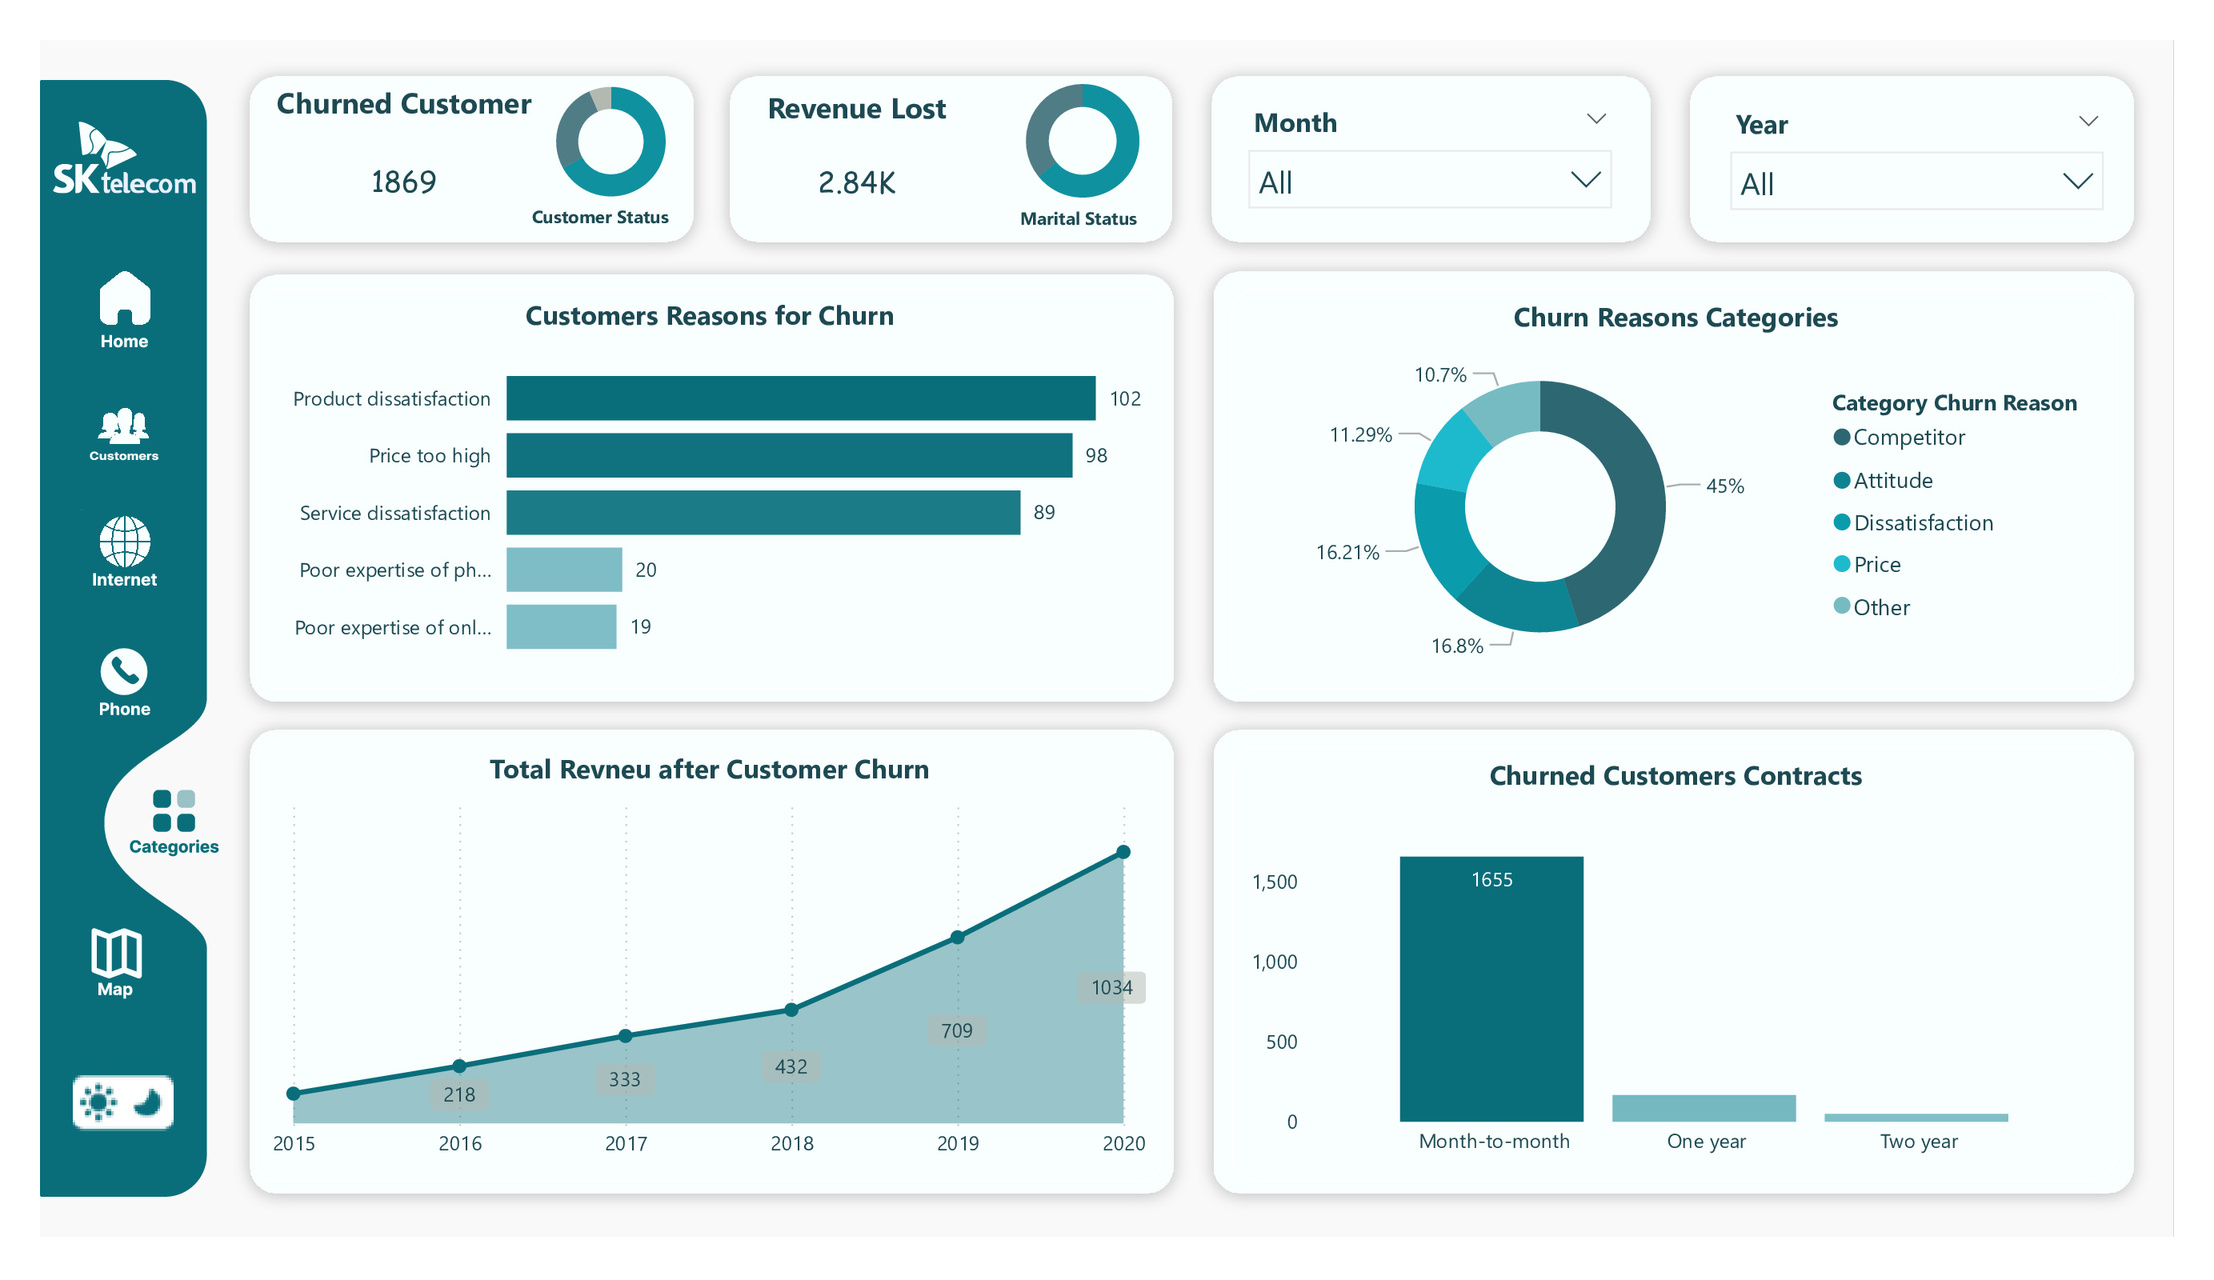 SK telecom
Home
Customers
Internet
Phone
Categories
Map
Churned Customer
1869
Customer Status
Revenue Lost
2.84K
Marital Status
Month
All
Year
All
Customers Reasons for Churn
Product dissatisfaction 102
Price too high 98
Service dissatisfaction 89
Poor expertise of ph... 20
Poor expertise of onl... 19
Churn Reasons Categories
10.7%
11.29%
45%
16.21%
16.8%
Category Churn Reason
Competitor
Attitude
Dissatisfaction
Price
Other
Total Revneu after Customer Churn
1034
709
432
333
218
2015 2016 2017 2018 2019 2020
Churned Customers Contracts
1655
1,500
1,000
500
0
Month-to-month One year Two year